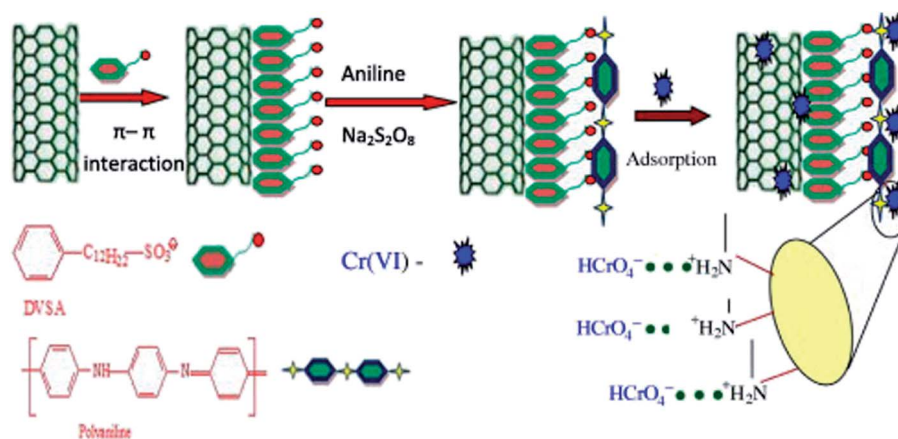 π– π
interaction
Aniline
Na₂S₂O₈
Adsorption
C₁₂H₂₅—SO₃⊖
DVSA
Cr(VI) -
HCrO₄⁻ ⁺H₂N
HCrO₄⁻ ⁺H₂N
HCrO₄⁻ ⁺H₂N
NH N
Polyaniline